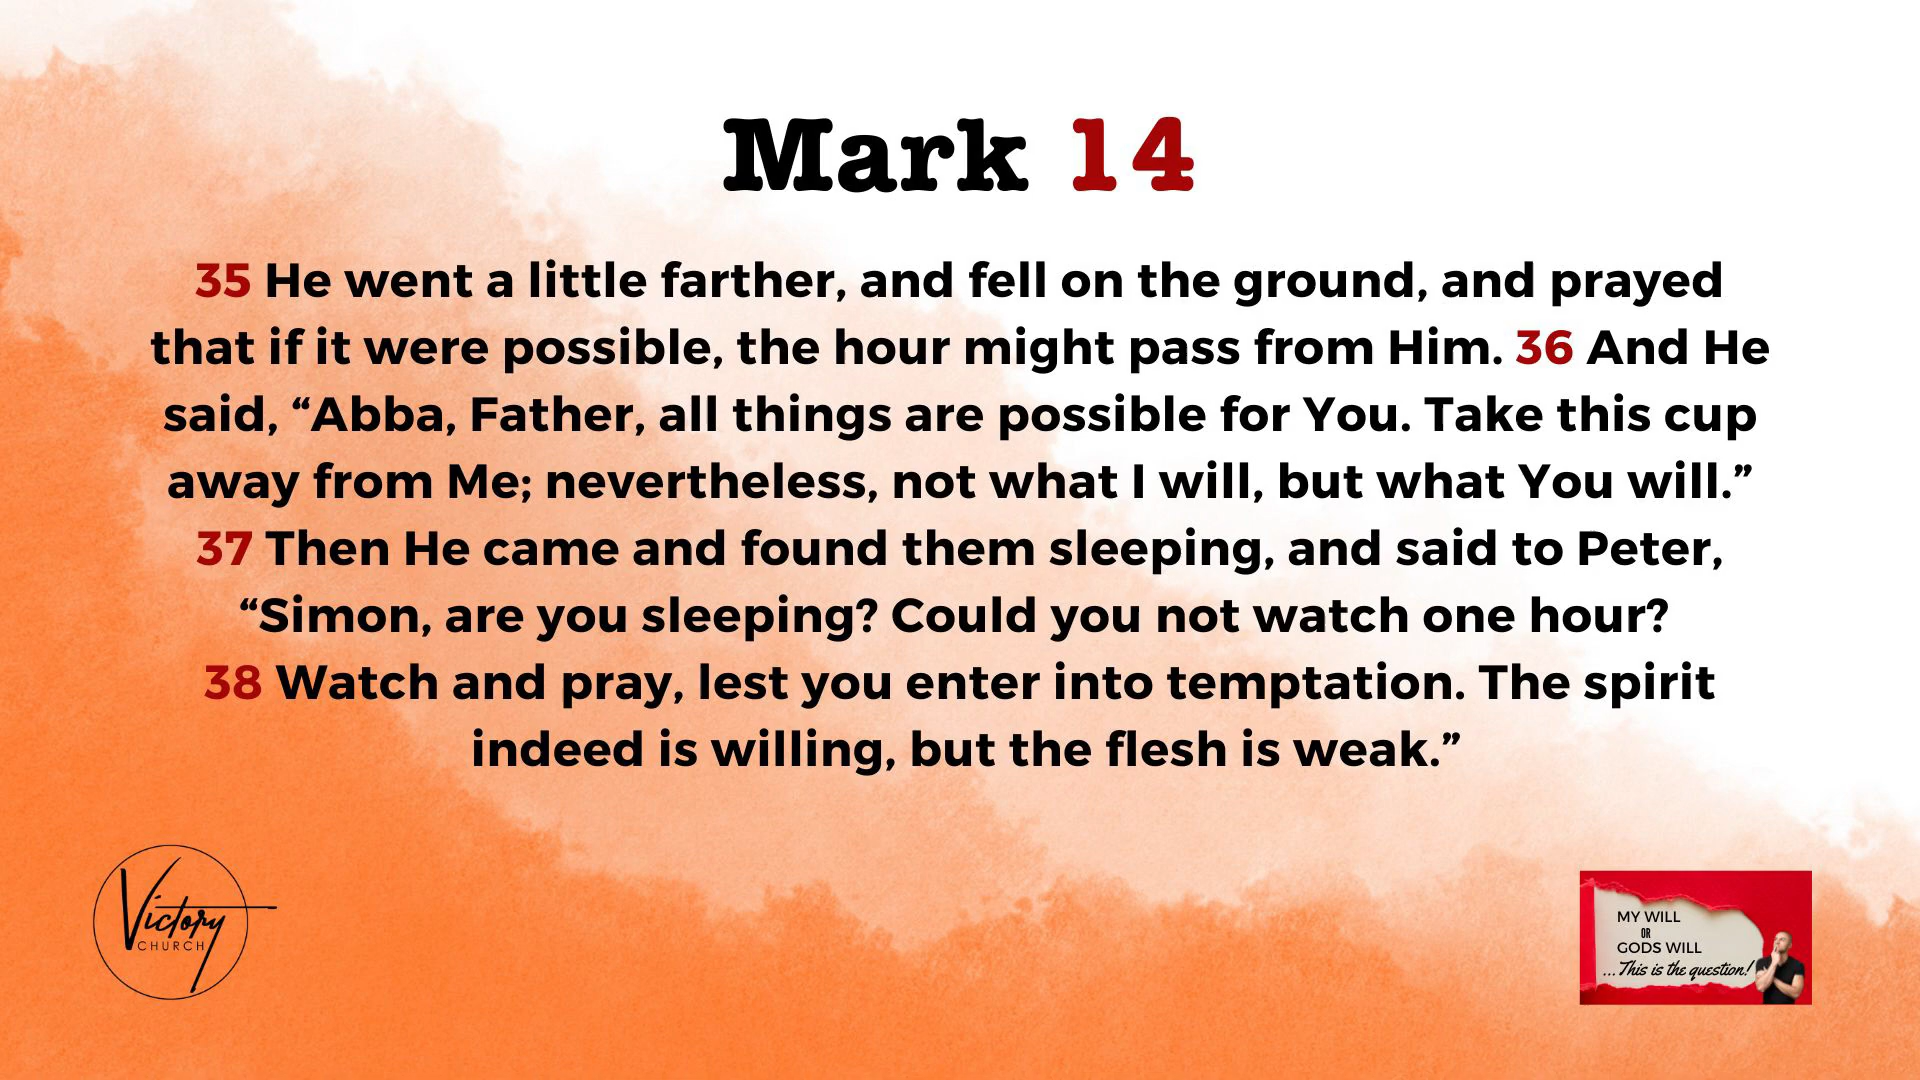 Mark 14
35 He went a little farther, and fell on the ground, and prayed
that if it were possible, the hour might pass from Him. 36 And He
said, “Abba, Father, all things are possible for You. Take this cup
away from Me; nevertheless, not what I will, but what You will.”
37 Then He came and found them sleeping, and said to Peter,
“Simon, are you sleeping? Could you not watch one hour?
38 Watch and pray, lest you enter into temptation. The spirit
indeed is willing, but the flesh is weak.”
Victory
CHURCH
MY WILL
OR
GODS WILL
...This is the question!